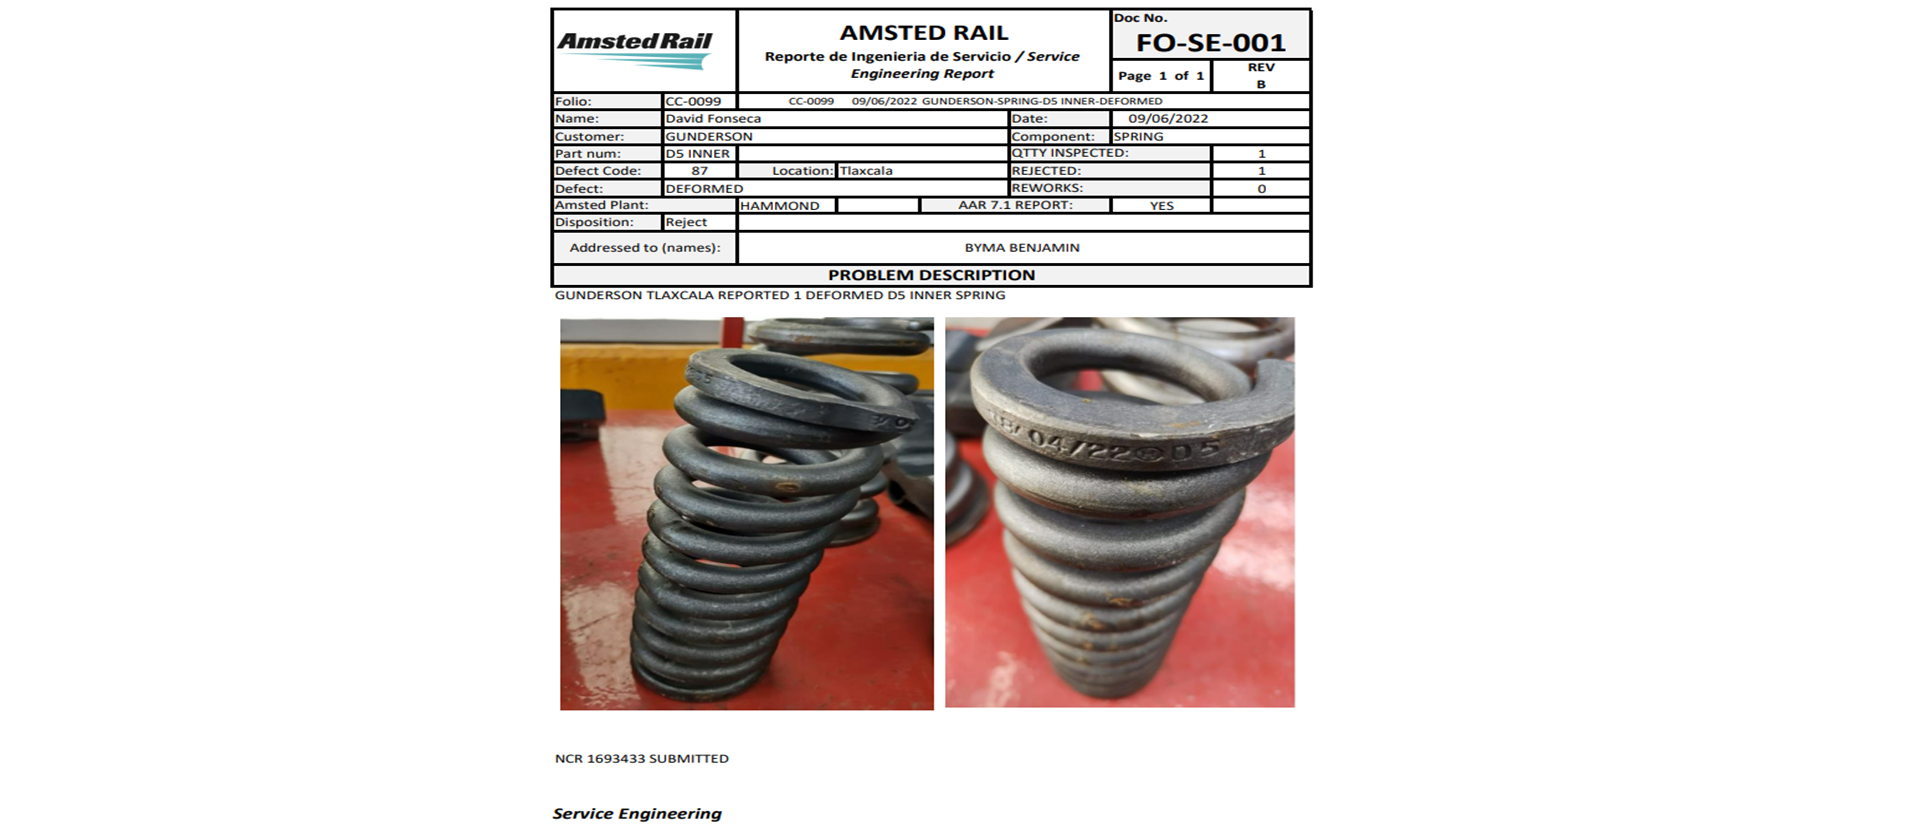 Amsted Rail
AMSTED RAIL
Reporte de Ingenieria de Servicio / Service
Engineering Report
Doc No.
FO-SE-001
Page 1 of 1
REV
B
Folio: CC-0099 CC-0099 09/06/2022 GUNDERSON-SPRING-D5 INNER-DEFORMED
Name: David Fonseca Date: 09/06/2022
Customer: GUNDERSON Component: SPRING
Part num: D5 INNER QTTY INSPECTED: 1
Defect Code: 87 Location: Tlaxcala REJECTED: 1
Defect: DEFORMED REWORKS: 0
Amsted Plant: HAMMOND AAR 7.1 REPORT: YES
Disposition: Reject
Addressed to (names): BYMA BENJAMIN
PROBLEM DESCRIPTION
GUNDERSON TLAXCALA REPORTED 1 DEFORMED D5 INNER SPRING
04/22 ® D5
NCR 1693433 SUBMITTED
Service Engineering